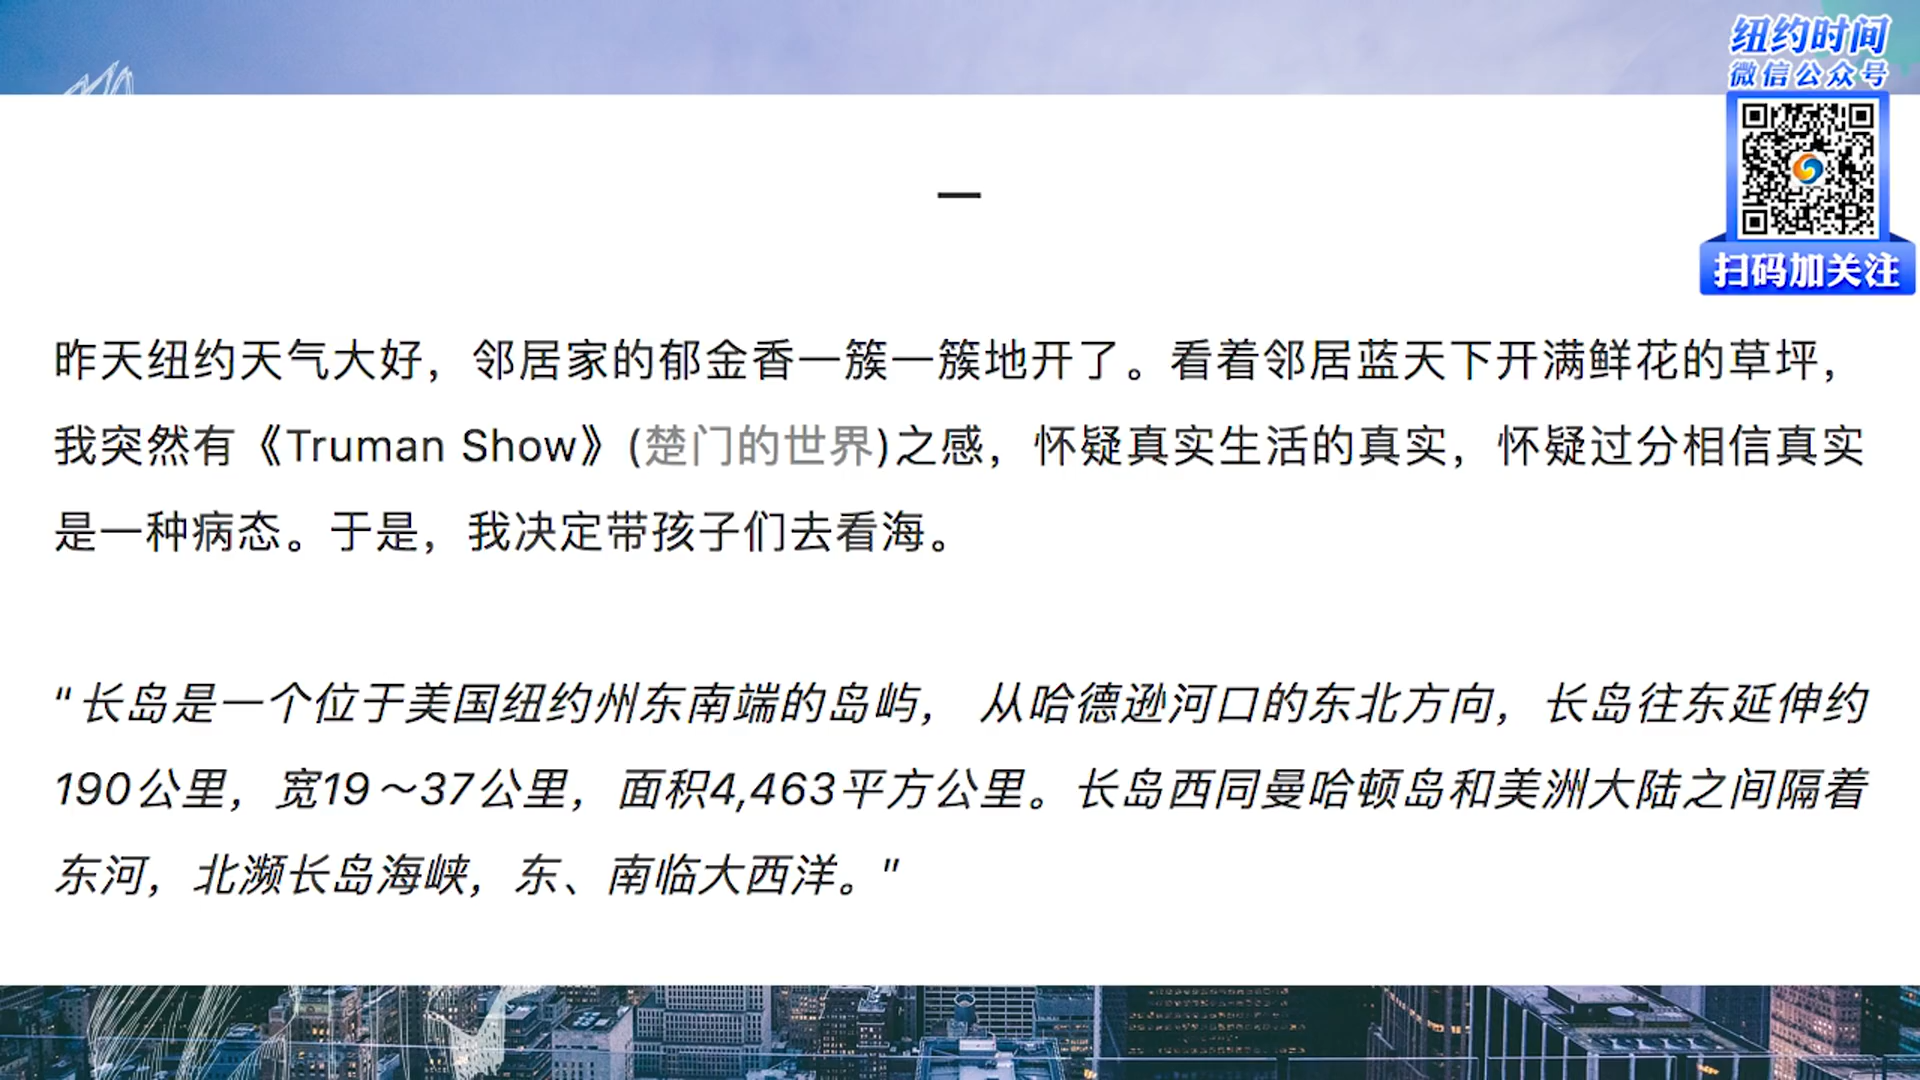 纽约时间
微信公众号
扫码加关注
一
昨天纽约天气大好，邻居家的郁金香一簇一簇地开了。看着邻居蓝天下开满鲜花的草坪，
我突然有《Truman Show》(楚门的世界)之感，怀疑真实生活的真实，怀疑过分相信真实
是一种病态。于是，我决定带孩子们去看海。
“长岛是一个位于美国纽约州东南端的岛屿， 从哈德逊河口的东北方向，长岛往东延伸约
190公里，宽19～37公里，面积4,463平方公里。长岛西同曼哈顿岛和美洲大陆之间隔着
东河，北濒长岛海峡，东、南临大西洋。"